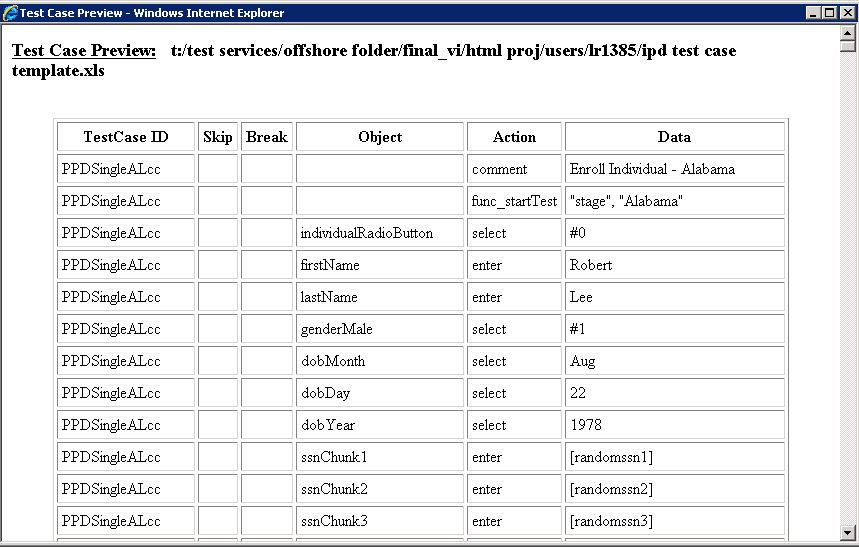 Test Case Preview - Windows Internet Explorer
Test Case Preview: t:/test services/offshore folder/final_vi/html proj/users/lr1385/ipd test case
template.xls
TestCase ID Skip Break Object Action Data
PPDSingleALcc comment Enroll Individual - Alabama
PPDSingleALcc func_startTest "stage", "Alabama"
PPDSingleALcc individualRadioButton select #0
PPDSingleALcc firstName enter Robert
PPDSingleALcc lastName enter Lee
PPDSingleALcc genderMale select #1
PPDSingleALcc dobMonth select Aug
PPDSingleALcc dobDay select 22
PPDSingleALcc dobYear select 1978
PPDSingleALcc ssnChunk1 enter [randomssn1]
PPDSingleALcc ssnChunk2 enter [randomssn2]
PPDSingleALcc ssnChunk3 enter [randomssn3]